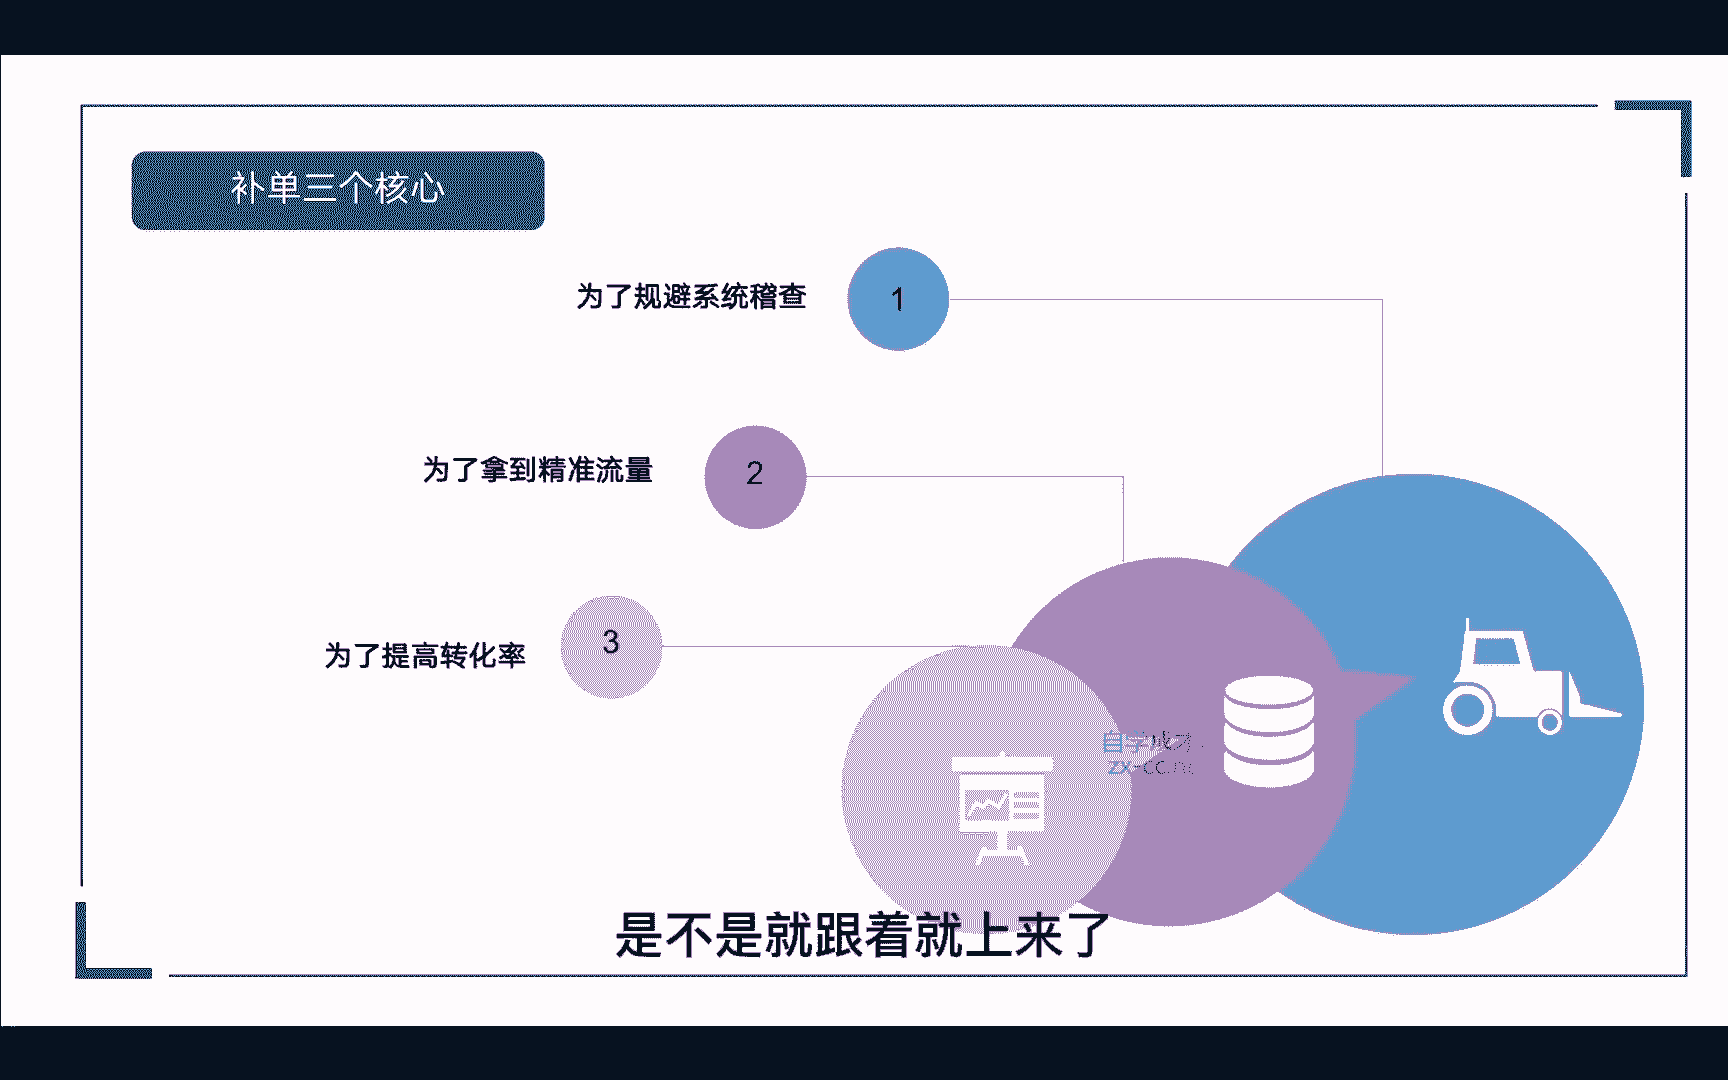 补单三个核心
为了规避系统稽查
1
为了拿到精准流量
2
为了提高转化率
3
自学成才
zx-cc.n
是不是就跟着就上来了